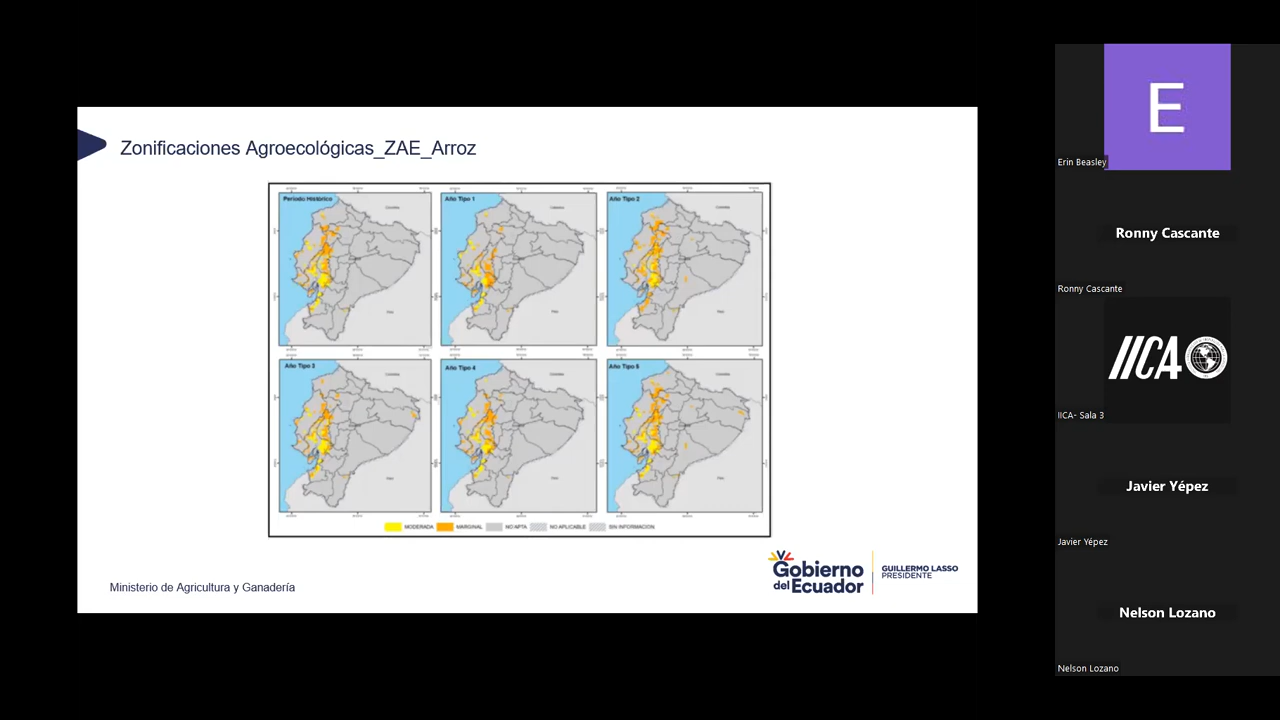 Zonificaciones Agroecológicas_ZAE_Arroz
Período Histórico
Año Tipo 1
Año Tipo 2
Año Tipo 3
Año Tipo 4
Año Tipo 5
MODERADA MARGINAL NO APTA NO APLICABLE SIN INFORMACION
Ministerio de Agricultura y Ganadería
Gobierno
del Ecuador
GUILLERMO LASSO
PRESIDENTE
E
Erin Beasley
Ronny Cascante
Ronny Cascante
IICA
IICA- Sala 3
Javier Yépez
Javier Yépez
Nelson Lozano
Nelson Lozano